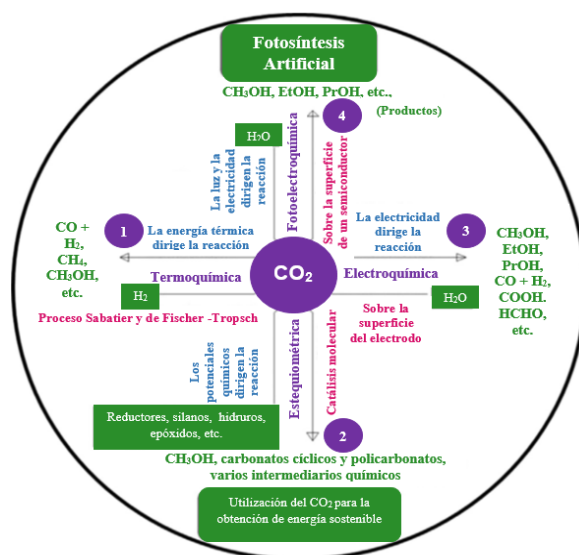 Fotosíntesis
Artificial
CH₃OH, EtOH, PrOH, etc.,
4
(Productos)
H₂O
La luz y la
electricidad
dirigen la
reacción
Fotoelectroquímica
Sobre la superficie
de un semiconductor
1
CO +
H₂,
CH₄,
CH₃OH,
etc.
La energía térmica
dirige la reacción
Termoquímica
H₂
Proceso Sabatier y de Fischer -Tropsch
CO₂
La electricidad
dirige la
reacción
3
Electroquímica
H₂O
Sobre la
superficie
del electrodo
CH₃OH,
EtOH,
PrOH,
CO + H₂,
COOH.
HCHO,
etc.
Los
potenciales
químicos
dirigen la
reacción
Estequiométrica
Catálisis molecular
Reductores, silanos, hidruros,
epóxidos, etc.
2
CH₃OH, carbonatos cíclicos y policarbonatos,
varios intermediarios químicos
Utilización del CO₂ para la
obtención de energía sostenible